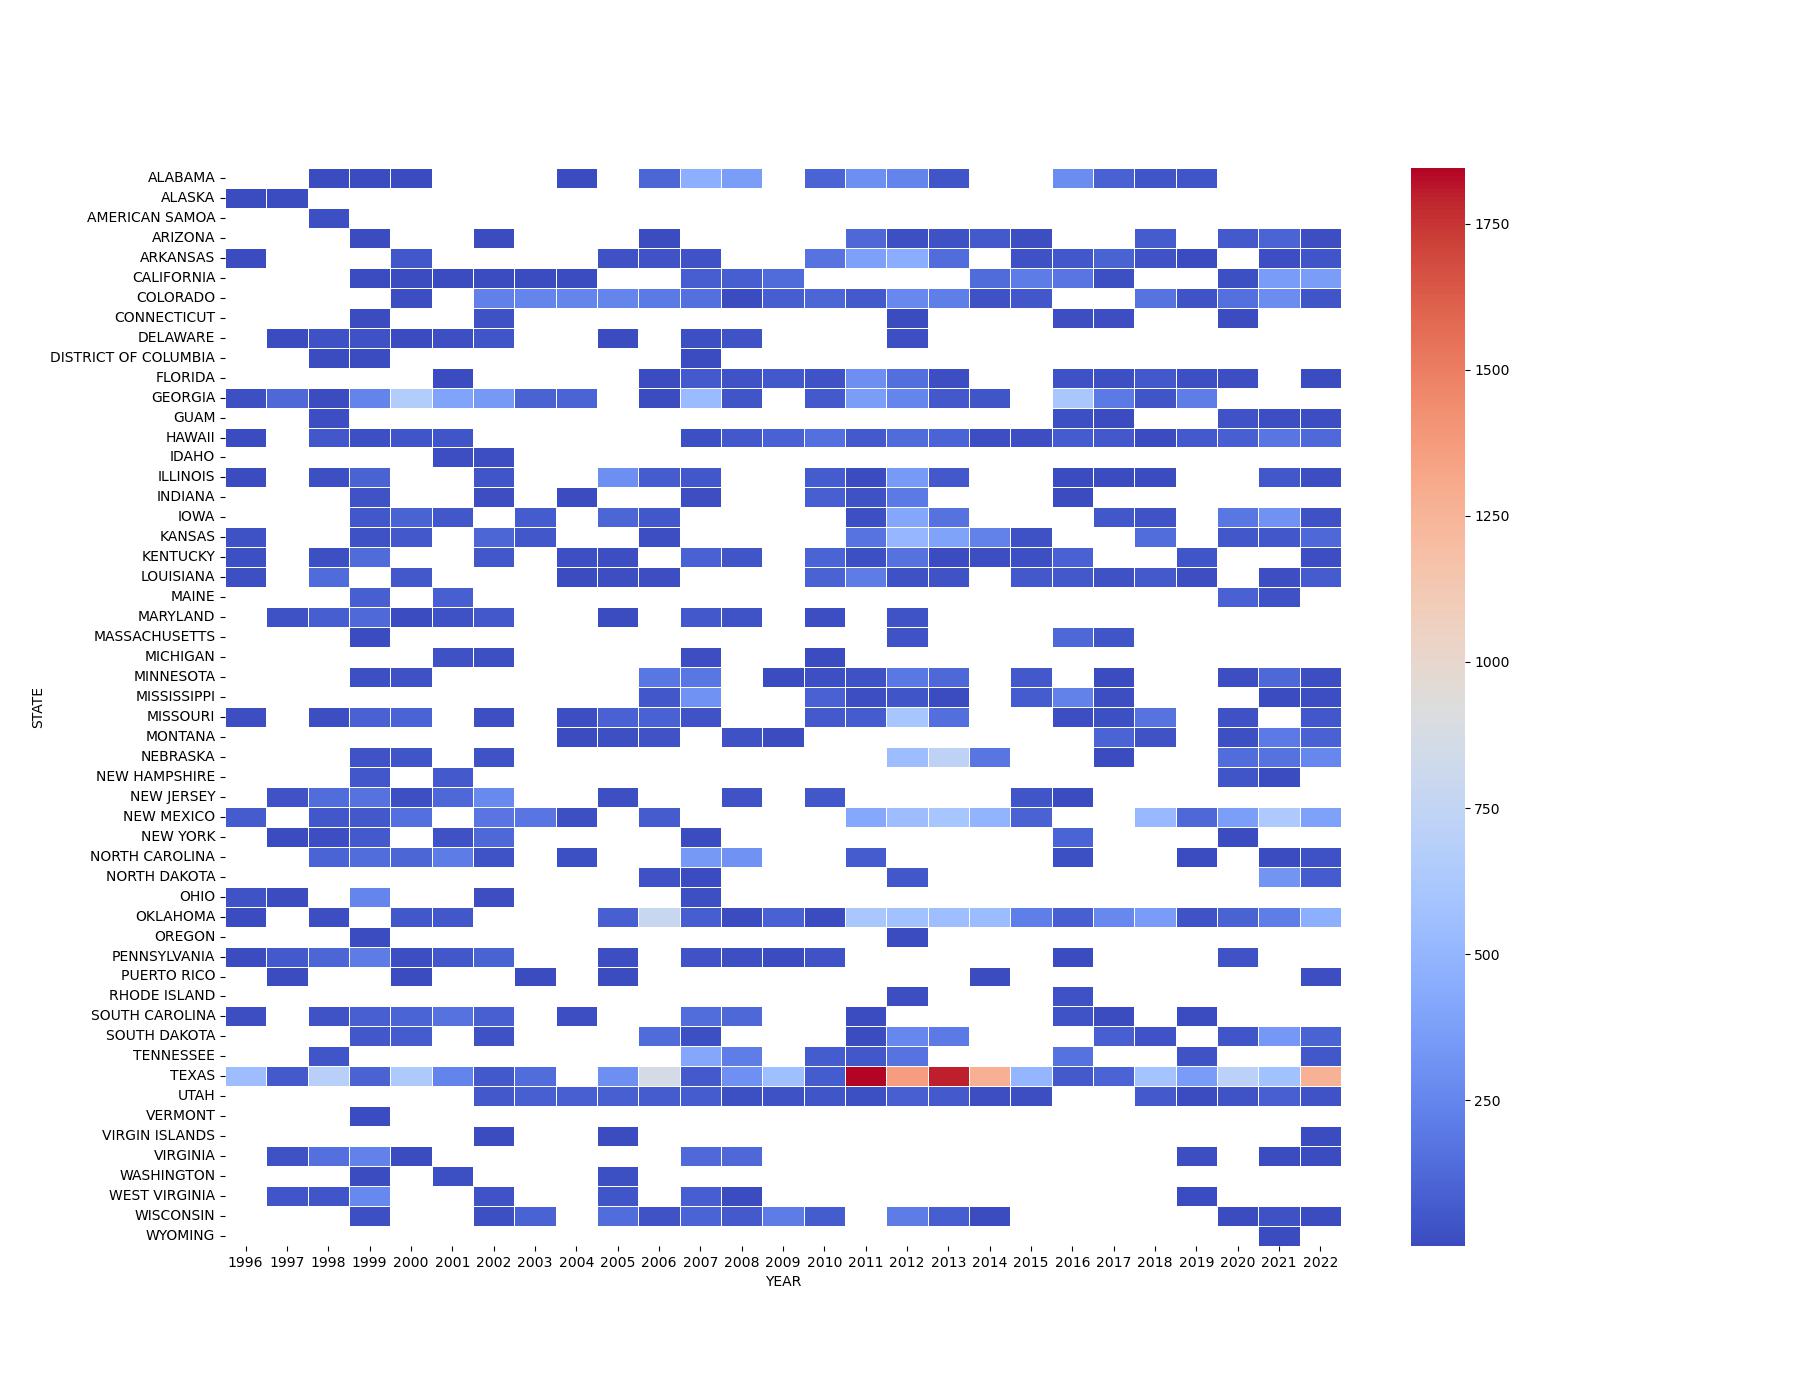 ALABAMA
ALASKA
AMERICAN SAMOA
ARIZONA
ARKANSAS
CALIFORNIA
COLORADO
CONNECTICUT
DELAWARE
DISTRICT OF COLUMBIA
FLORIDA
GEORGIA
GUAM
HAWAII
IDAHO
ILLINOIS
INDIANA
IOWA
KANSAS
KENTUCKY
LOUISIANA
MAINE
MARYLAND
MASSACHUSETTS
MICHIGAN
MINNESOTA
MISSISSIPPI
MISSOURI
MONTANA
NEBRASKA
NEW HAMPSHIRE
NEW JERSEY
NEW MEXICO
NEW YORK
NORTH CAROLINA
NORTH DAKOTA
OHIO
OKLAHOMA
OREGON
PENNSYLVANIA
PUERTO RICO
RHODE ISLAND
SOUTH CAROLINA
SOUTH DAKOTA
TENNESSEE
TEXAS
UTAH
VERMONT
VIRGIN ISLANDS
VIRGINIA
WASHINGTON
WEST VIRGINIA
WISCONSIN
WYOMING
STATE
1996 1997 1998 1999 2000 2001 2002 2003 2004 2005 2006 2007 2008 2009 2010 2011 2012 2013 2014 2015 2016 2017 2018 2019 2020 2021 2022
YEAR
1750
1500
1250
1000
750
500
250